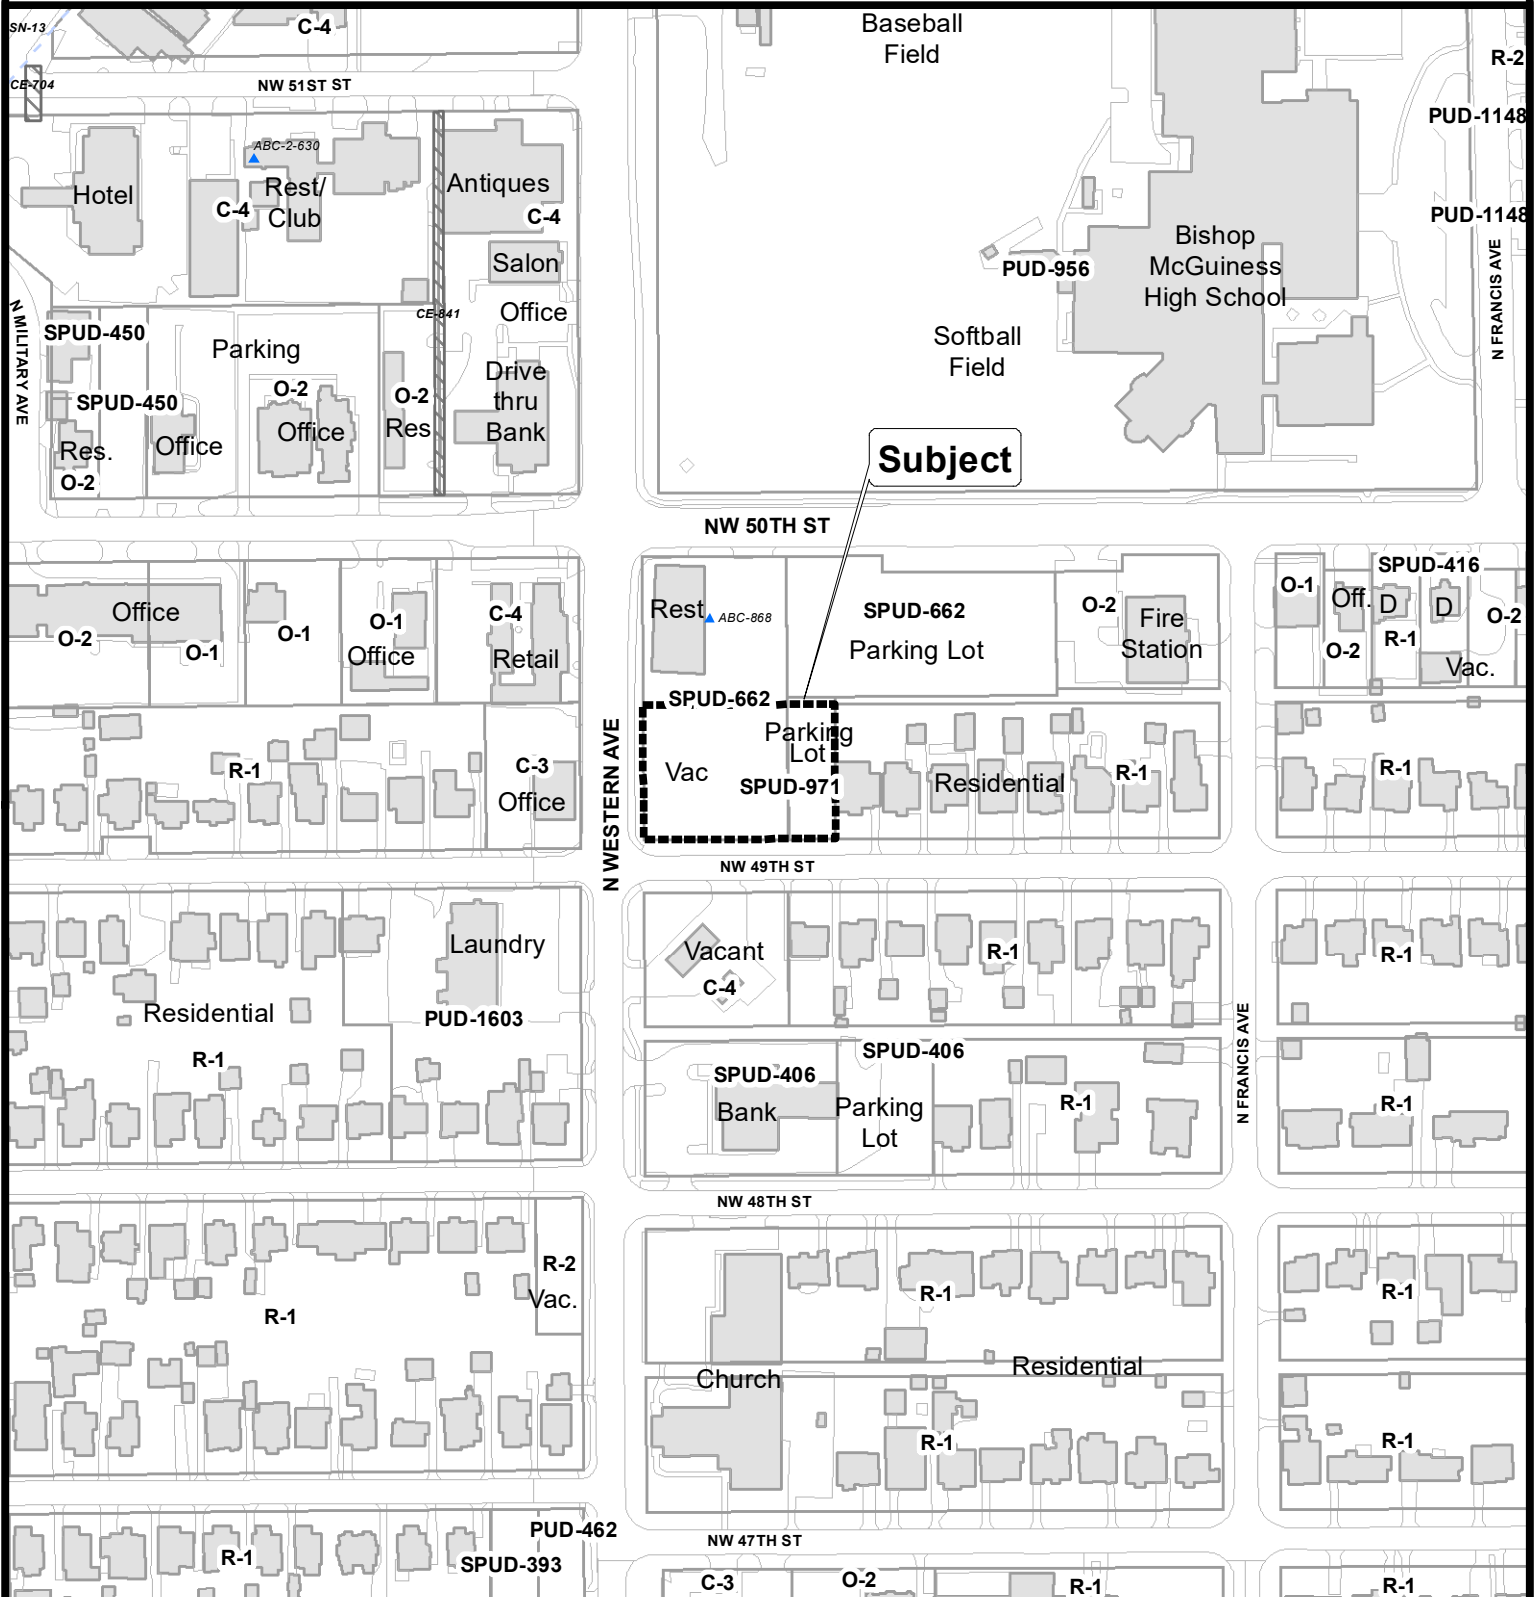 SN-13
C-4
Baseball
Field
R-2
CE-704
NW 51ST ST
PUD-1148
ABC-2-630
Hotel
Rest/
Club
C-4
Antiques
C-4
PUD-1148
Bishop
McGuiness
High School
Salon
PUD-956
N FRANCIS AVE
Office
CE-841
N MILITARY AVE
SPUD-450
Parking
Softball
Field
Drive
thru
Bank
SPUD-450
O-2
Office
O-2
Res
Res.
O-2
Office
Subject
NW 50TH ST
Office
O-2
O-1
O-1
O-1
Office
C-4
Retail
Rest
ABC-868
SPUD-662
Parking Lot
O-2
Fire
Station
SPUD-416
O-1
Off.
D
D
O-2
R-1
O-2
Vac.
SPUD-662
N WESTERN AVE
Parking
Lot
Vac
SPUD-971
R-1
C-3
Office
Residential
R-1
R-1
NW 49TH ST
Laundry
Vacant
C-4
R-1
R-1
Residential
PUD-1603
R-1
N FRANCIS AVE
SPUD-406
SPUD-406
Bank
Parking
Lot
R-1
R-1
NW 48TH ST
R-2
Vac.
R-1
R-1
R-1
Church
Residential
R-1
R-1
PUD-462
NW 47TH ST
R-1
SPUD-393
C-3
O-2
R-1
R-1